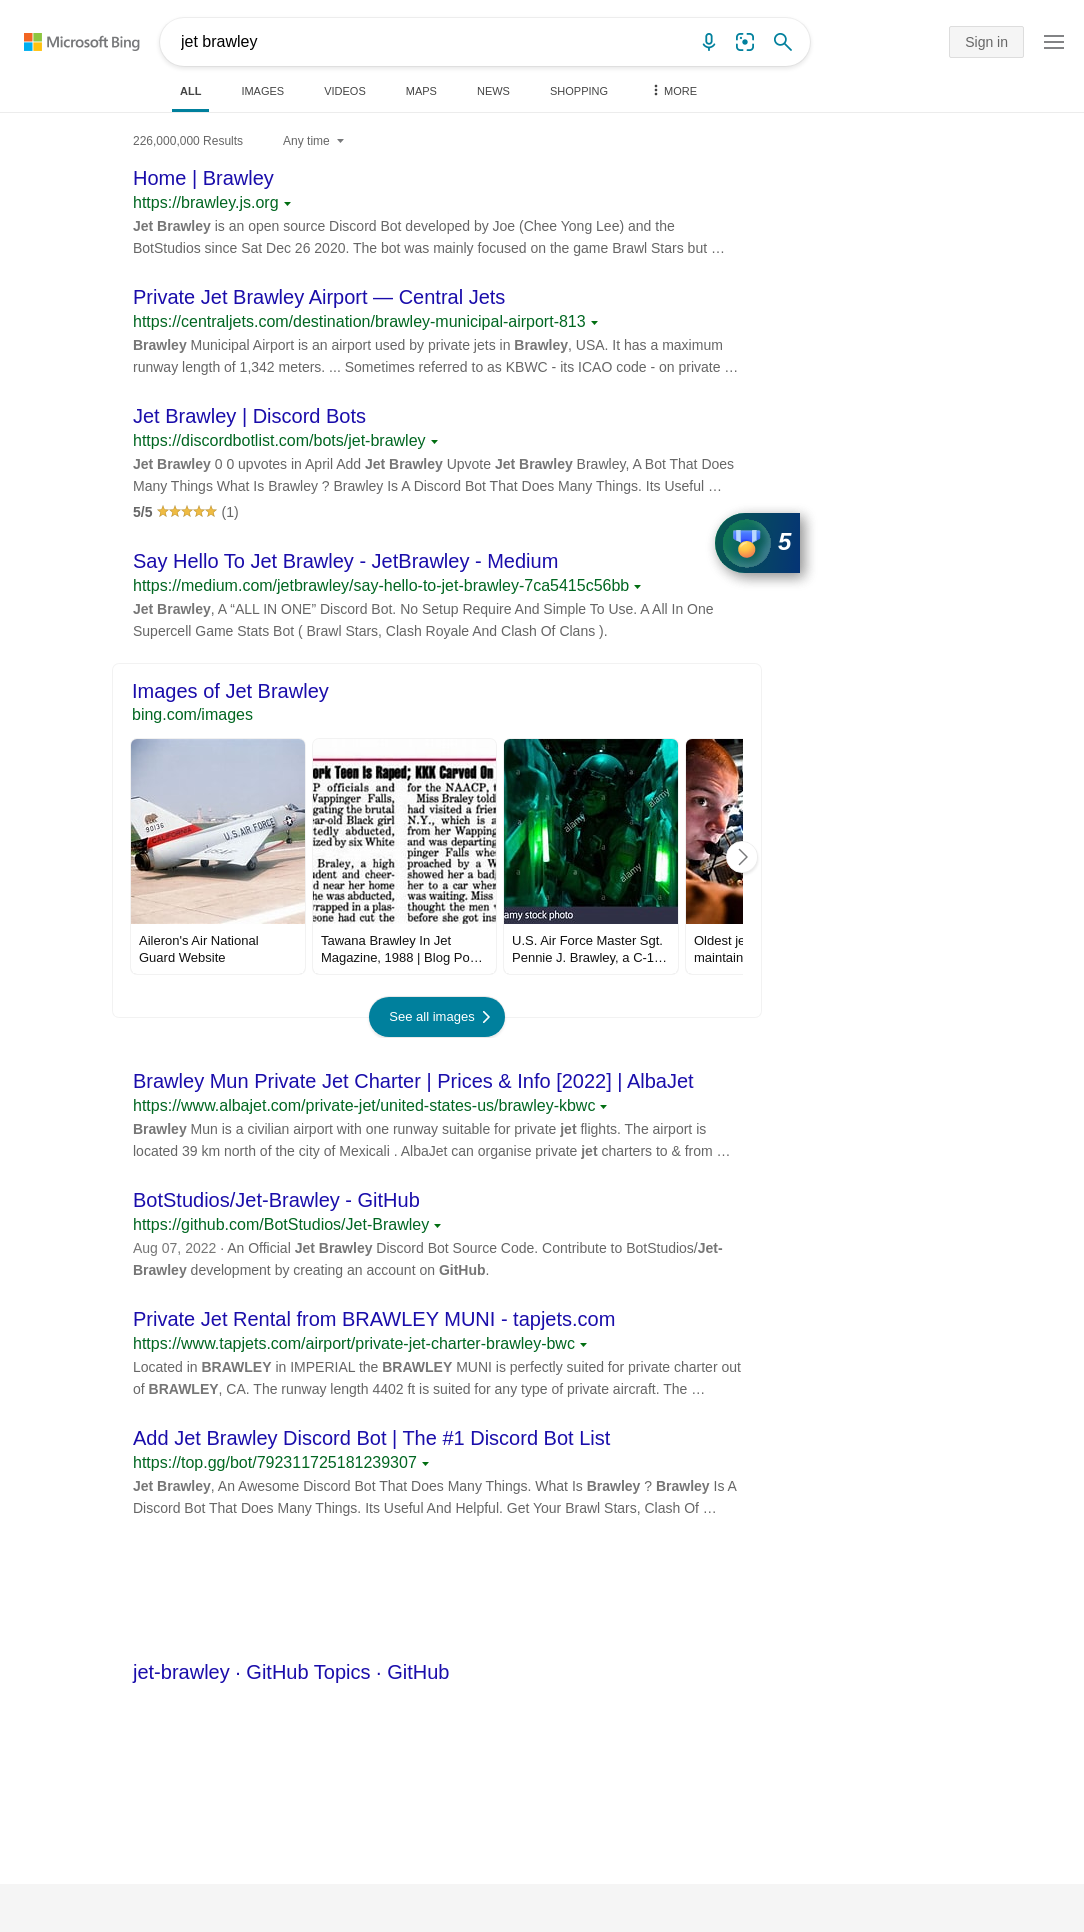 Microsoft Bing
jet brawley
Sign in
ALL
IMAGES
VIDEOS
MAPS
NEWS
SHOPPING
MORE
226,000,000 Results
Any time
Home | Brawley
https://brawley.js.org
Jet Brawley is an open source Discord Bot developed by Joe (Chee Yong Lee) and the
BotStudios since Sat Dec 26 2020. The bot was mainly focused on the game Brawl Stars but …
Private Jet Brawley Airport — Central Jets
https://centraljets.com/destination/brawley-municipal-airport-813
Brawley Municipal Airport is an airport used by private jets in Brawley, USA. It has a maximum
runway length of 1,342 meters. ... Sometimes referred to as KBWC - its ICAO code - on private …
Jet Brawley | Discord Bots
https://discordbotlist.com/bots/jet-brawley
Jet Brawley 0 0 upvotes in April Add Jet Brawley Upvote Jet Brawley Brawley, A Bot That Does
Many Things What Is Brawley ? Brawley Is A Discord Bot That Does Many Things. Its Useful …
5/5 (1)
5
Say Hello To Jet Brawley - JetBrawley - Medium
https://medium.com/jetbrawley/say-hello-to-jet-brawley-7ca5415c56bb
Jet Brawley, A “ALL IN ONE” Discord Bot. No Setup Require And Simple To Use. A All In One
Supercell Game Stats Bot ( Brawl Stars, Clash Royale And Clash Of Clans ).
Images of Jet Brawley
bing.com/images
90136
CALIFORNIA
U.S. AIR FORCE
ork Teen Is Raped; KKK Carved On
P officials and
Wappinger Falls,
gating the brutal
ear-old Black girl
tedly abducted,
ized by six White
Braley, a high
dent and cheer-
d near her home
he was abducted,
wrapped in a plas-
eone had cut the
for the NAACP, t
Miss Braley told
had visited a frien
N.Y., which is a
from her Wapping
and was departing
pinger Falls whe
proached by a W
showed her a bad
her to a car when
was waiting. Miss
thought the men
before she got ins
alamy
alamy
alamy
amy stock photo
Aileron's Air National
Guard Website
Tawana Brawley In Jet
Magazine, 1988 | Blog Po…
U.S. Air Force Master Sgt.
Pennie J. Brawley, a C-1…
Oldest je
maintain
See all images
Brawley Mun Private Jet Charter | Prices & Info [2022] | AlbaJet
https://www.albajet.com/private-jet/united-states-us/brawley-kbwc
Brawley Mun is a civilian airport with one runway suitable for private jet flights. The airport is
located 39 km north of the city of Mexicali . AlbaJet can organise private jet charters to & from …
BotStudios/Jet-Brawley - GitHub
https://github.com/BotStudios/Jet-Brawley
Aug 07, 2022 · An Official Jet Brawley Discord Bot Source Code. Contribute to BotStudios/Jet-
Brawley development by creating an account on GitHub.
Private Jet Rental from BRAWLEY MUNI - tapjets.com
https://www.tapjets.com/airport/private-jet-charter-brawley-bwc
Located in BRAWLEY in IMPERIAL the BRAWLEY MUNI is perfectly suited for private charter out
of BRAWLEY, CA. The runway length 4402 ft is suited for any type of private aircraft. The …
Add Jet Brawley Discord Bot | The #1 Discord Bot List
https://top.gg/bot/792311725181239307
Jet Brawley, An Awesome Discord Bot That Does Many Things. What Is Brawley ? Brawley Is A
Discord Bot That Does Many Things. Its Useful And Helpful. Get Your Brawl Stars, Clash Of …
jet-brawley · GitHub Topics · GitHub